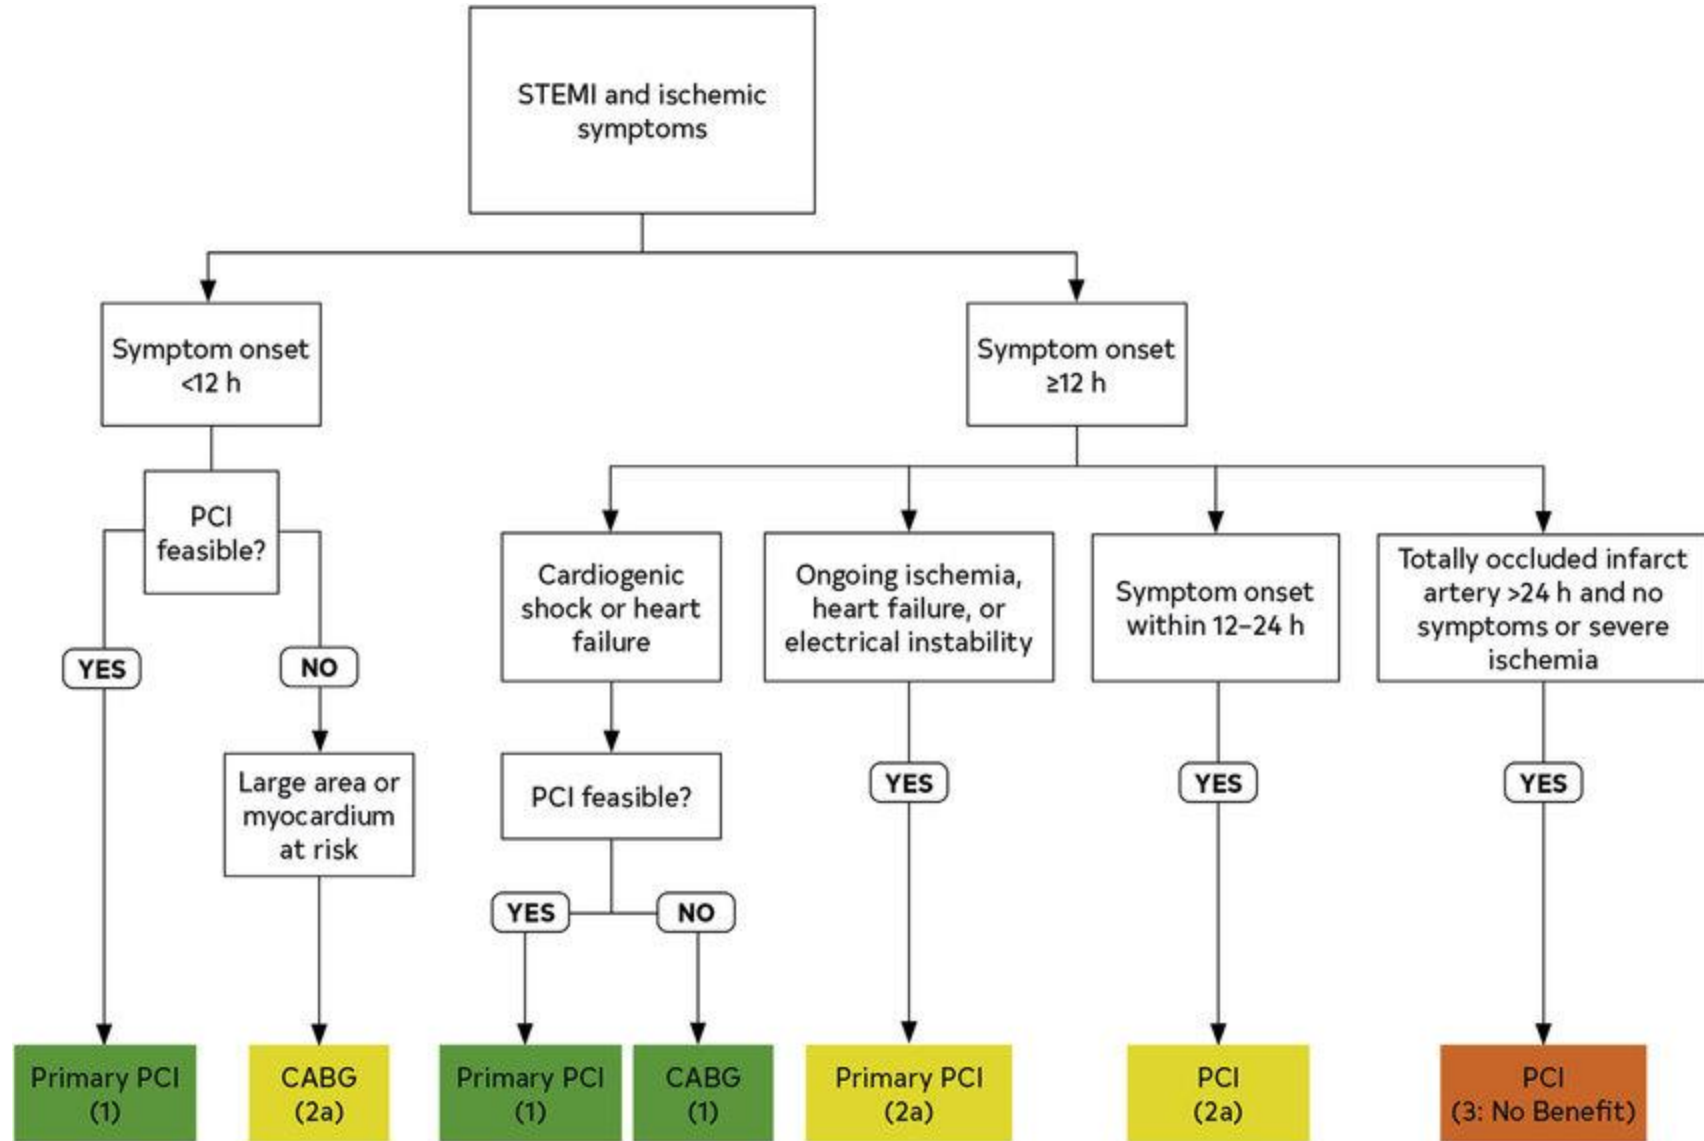 STEMI and ischemic
symptoms
Symptom onset
<12 h
Symptom onset
≥12 h
PCI
feasible?
YES
NO
Large area or
myocardium
at risk
Cardiogenic
shock or heart
failure
PCI feasible?
YES
NO
Ongoing ischemia,
heart failure, or
electrical instability
YES
Symptom onset
within 12–24 h
YES
Totally occluded infarct
artery >24 h and no
symptoms or severe
ischemia
YES
Primary PCI
(1)
CABG
(2a)
Primary PCI
(1)
CABG
(1)
Primary PCI
(2a)
PCI
(2a)
PCI
(3: No Benefit)